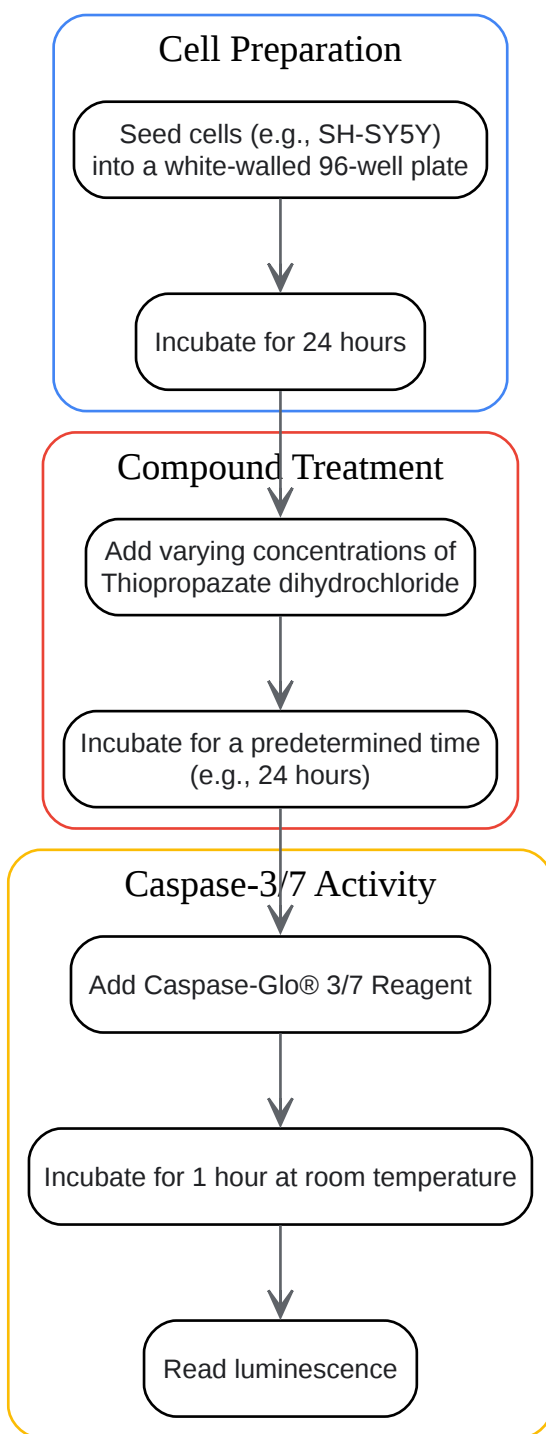 Cell Preparation
Seed cells (e.g., SH-SY5Y)
into a white-walled 96-well plate
Incubate for 24 hours
Compound Treatment
Add varying concentrations of
Thiopropazate dihydrochloride
Incubate for a predetermined time
(e.g., 24 hours)
Caspase-3/7 Activity
Add Caspase-Glo® 3/7 Reagent
Incubate for 1 hour at room temperature
Read luminescence